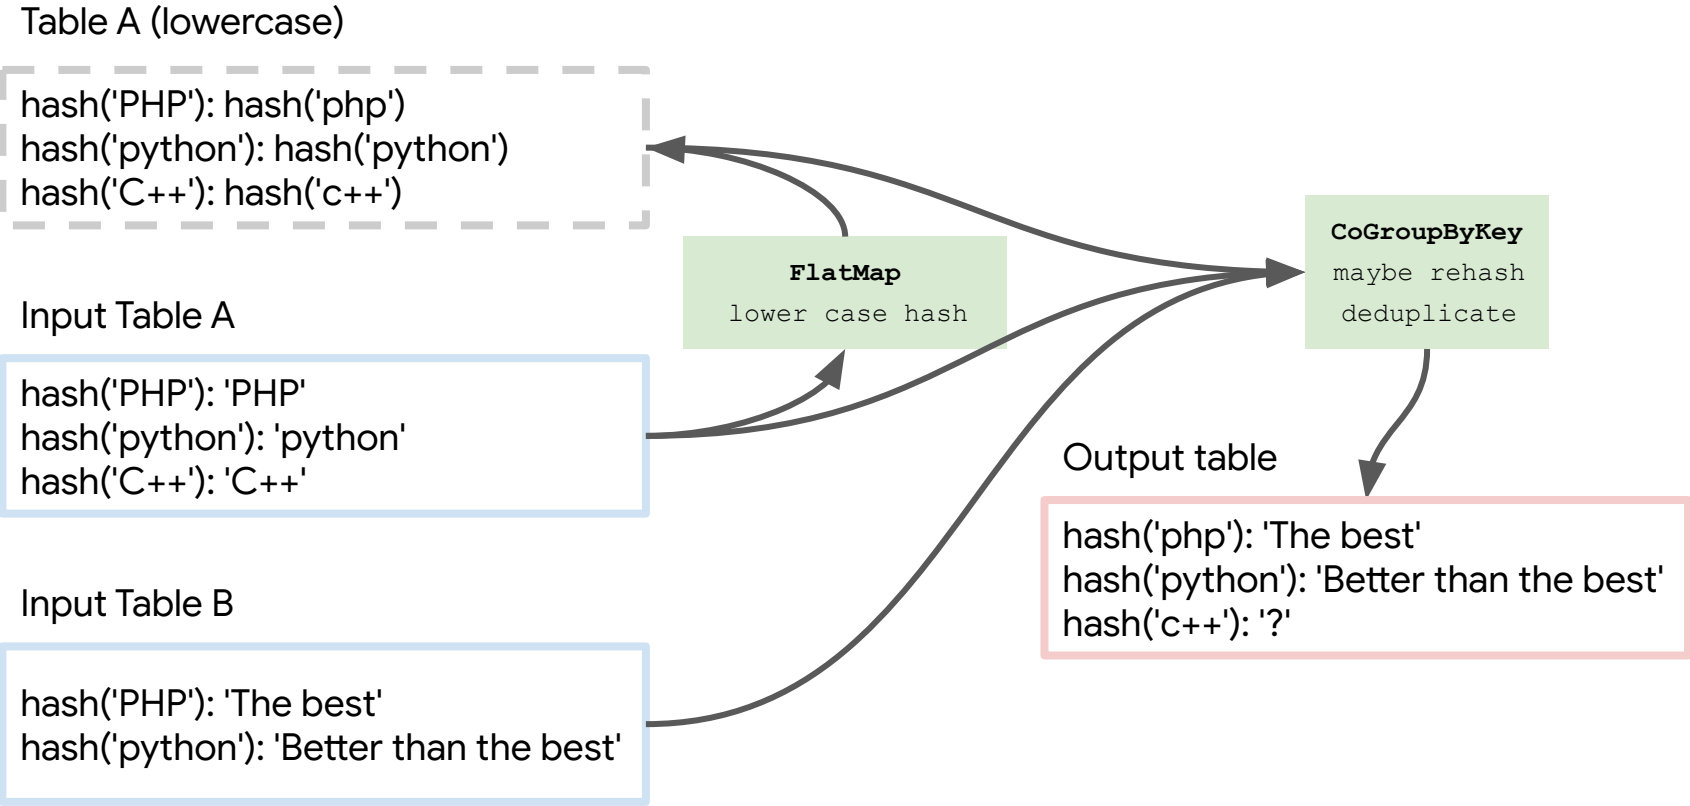 Table A (lowercase)
hash('PHP'): hash('php')
hash('python'): hash('python')
hash('C++'): hash('c++')
FlatMap
lower case hash
CoGroupByKey
maybe rehash
deduplicate
Input Table A
hash('PHP'): 'PHP'
hash('python'): 'python'
hash('C++'): 'C++'
Output table
hash('php'): 'The best'
hash('python'): 'Better than the best'
hash('c++'): '?'
Input Table B
hash('PHP'): 'The best'
hash('python'): 'Better than the best'